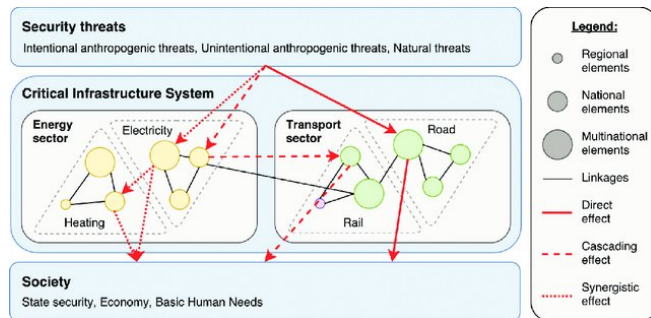 Security threats
Intentional anthropogenic threats, Unintentional anthropogenic threats, Natural threats
Critical Infrastructure System
Energy
sector
Electricity
Heating
Transport
sector
Road
Rail
Society
State security, Economy, Basic Human Needs
Legend:
Regional
elements
National
elements
Multinational
elements
Linkages
Direct
effect
Cascading
effect
Synergistic
effect